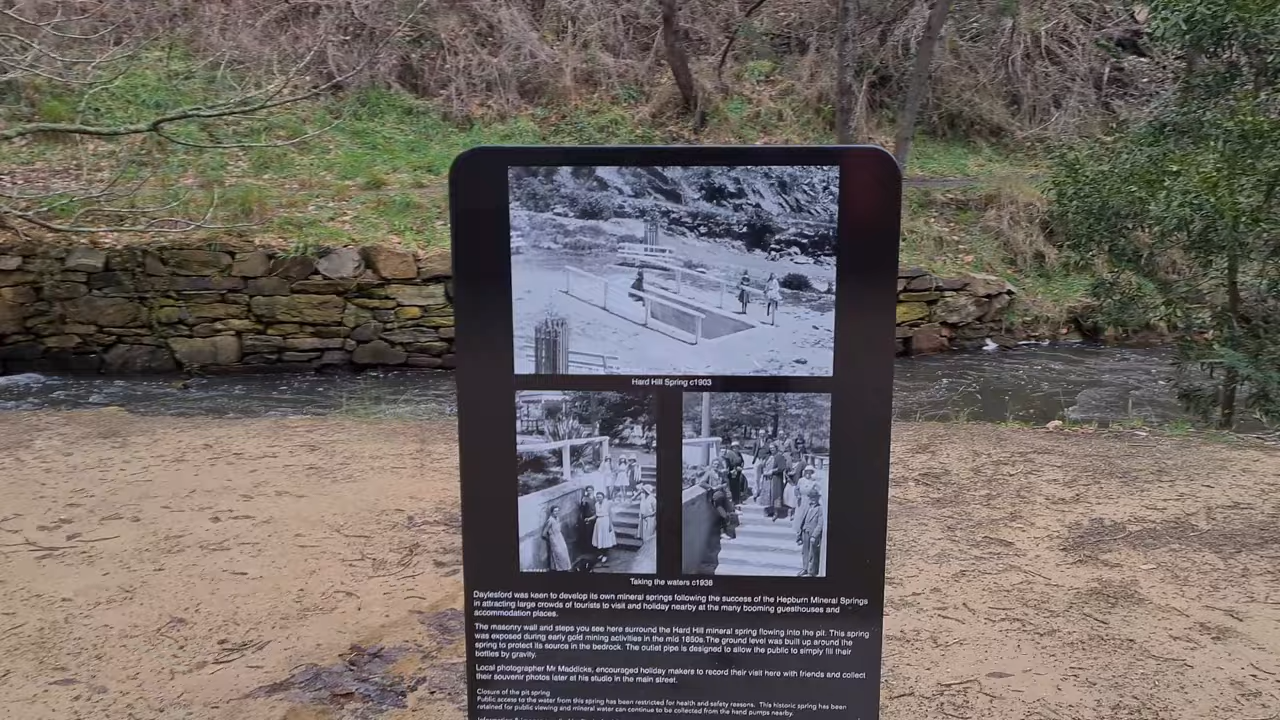 Hard Hill Spring c1903
Taking the waters c1936
Daylesford was keen to develop its own mineral springs following the success of the Hepburn Mineral Springs
in attracting large crowds of tourists to visit and holiday nearby at the many booming guesthouses and
accommodation places.
The masonry wall and steps you see here surround the Hard Hill mineral spring flowing into the pit. This spring
was exposed during early gold mining activities in the mid 1850s.The ground level was built up around the
spring to protect its source in the bedrock. The outlet pipe is designed to allow the public to simply fill their
bottles by gravity.
Local photographer Mr Maddicks, encouraged holiday makers to record their visit here with friends and collect
their souvenir photos later at his studio in the main street.
Closure of the pit spring
Public access to the water from this spring has been restricted for health and safety reasons. This historic spring has been
retained for public viewing and mineral water can continue to be collected from the hand pumps nearby.